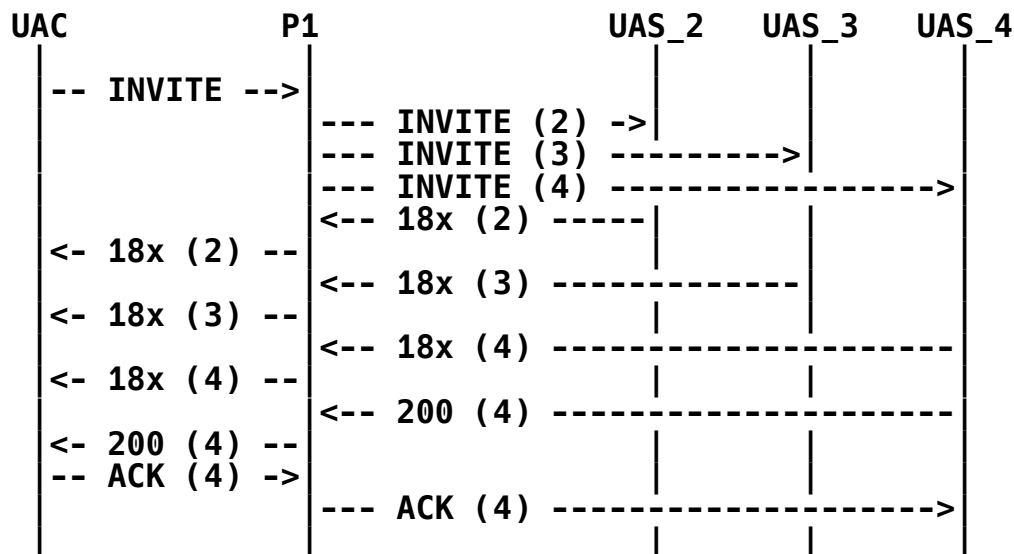 UAC P1 UAS_2 UAS_3 UAS_4
-- INVITE -->
--- INVITE (2) ->
--- INVITE (3) --------->
--- INVITE (4) ----------------->
<-- 18x (2) -----
<- 18x (2) --
<-- 18x (3) -------------
<- 18x (3) --
<-- 18x (4) ---------------------
<- 18x (4) --
<-- 200 (4) ---------------------
<- 200 (4) --
-- ACK (4) ->
--- ACK (4) -------------------->